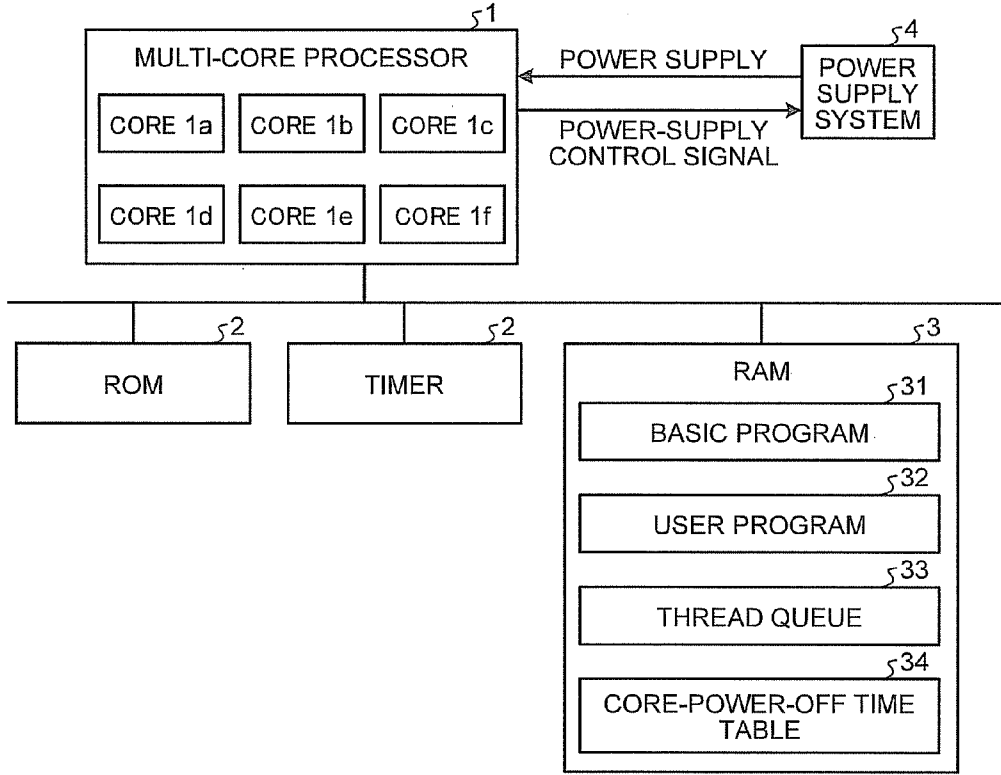 1
MULTI-CORE PROCESSOR
CORE 1a
CORE 1b
CORE 1c
CORE 1d
CORE 1e
CORE 1f
POWER SUPPLY
POWER-SUPPLY
CONTROL SIGNAL
4
POWER
SUPPLY
SYSTEM
2
ROM
2
TIMER
3
RAM
31
BASIC PROGRAM
32
USER PROGRAM
33
THREAD QUEUE
34
CORE-POWER-OFF TIME
TABLE